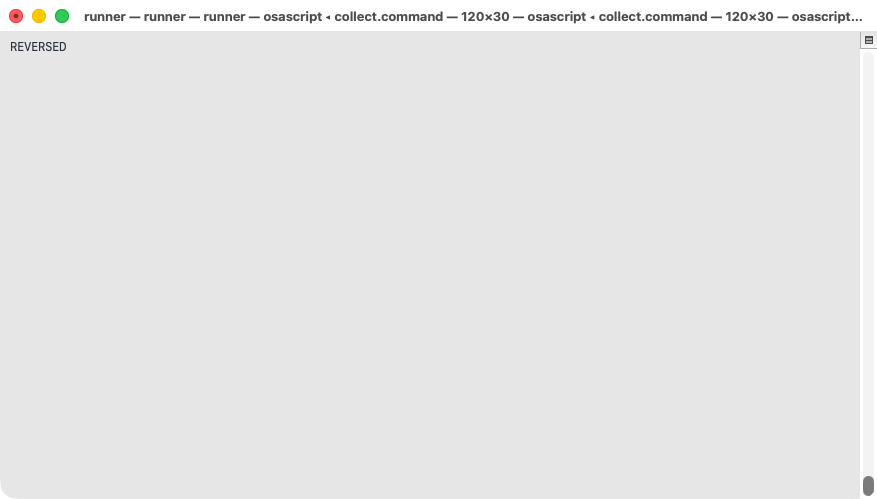 runner — runner — runner — osascript ◂ collect.command — 120×30 — osascript ◂ collect.command — 120×30 — osascript...
REVERSED